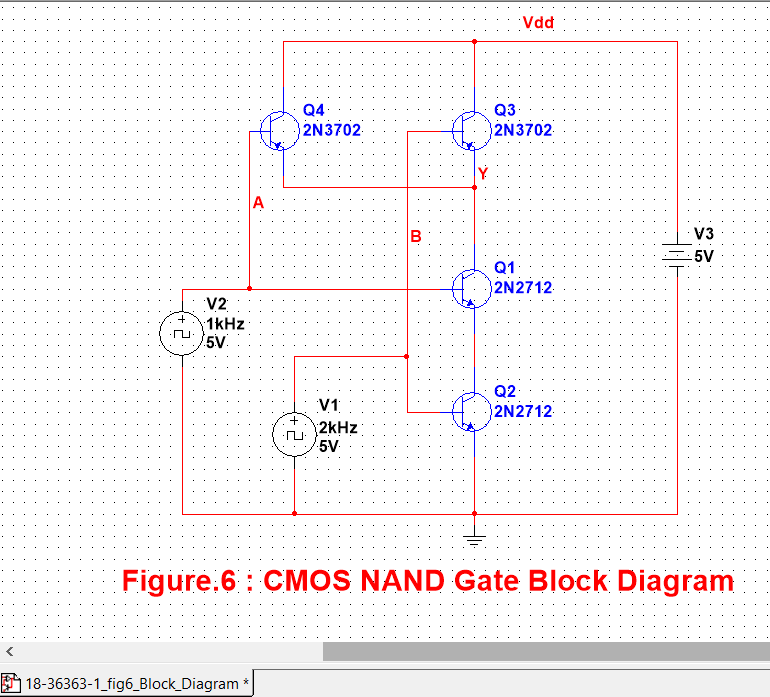 Vdd
Q4
2N3702
Q3
2N3702
Y
A
B
V3
5V
Q1
2N2712
V2
1kHz
5V
Q2
2N2712
V1
2kHz
5V
Figure.6 : CMOS NAND Gate Block Diagram
18-36363-1_fig6_Block_Diagram *